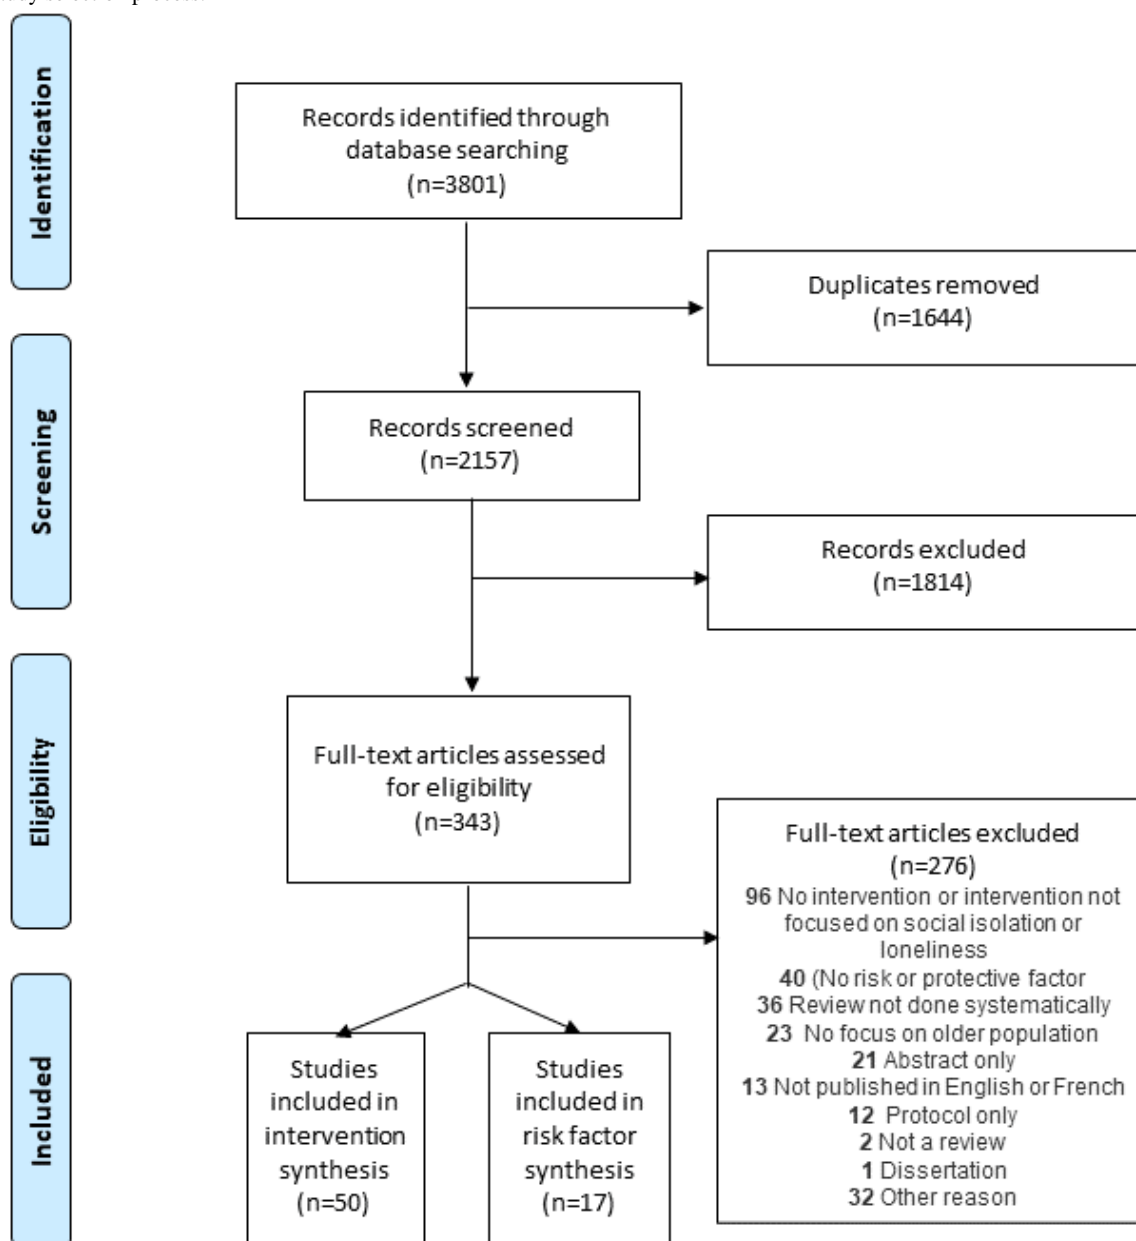 Identification
Records identified through
database searching
(n=3801)
Duplicates removed
(n=1644)
Screening
Records screened
(n=2157)
Records excluded
(n=1814)
Eligibility
Full-text articles assessed
for eligibility
(n=343)
Full-text articles excluded
(n=276)
96 No intervention or intervention not
focused on social isolation or
loneliness
40 (No risk or protective factor
36 Review not done systematically
23 No focus on older population
21 Abstract only
13 Not published in English or French
12 Protocol only
2 Not a review
1 Dissertation
32 Other reason
Included
Studies
included in
intervention
synthesis
(n=50)
Studies
included in
risk factor
synthesis
(n=17)